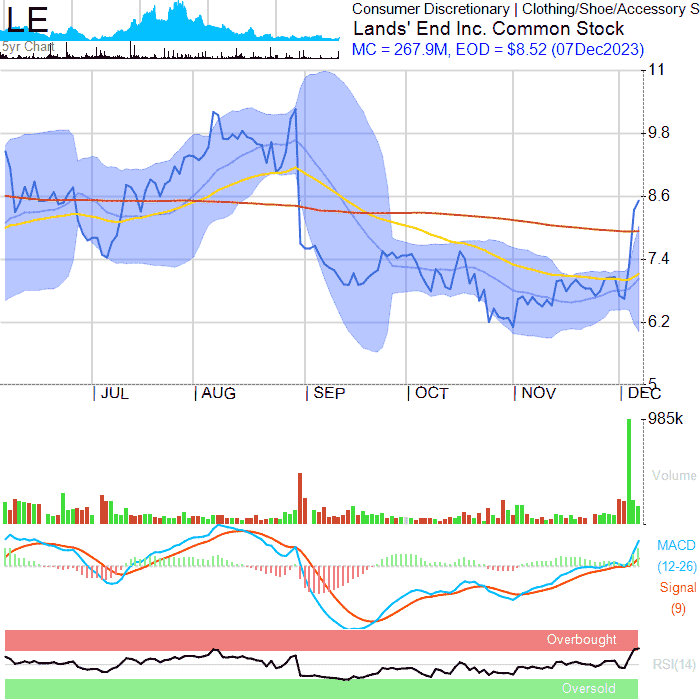 LE
Consumer Discretionary | Clothing/Shoe/Accessory S
Lands' End Inc. Common Stock
5yr Chart
MC = 267.9M, EOD = $8.52 (07Dec2023)
11
9.8
8.6
7.4
6.2
5
JUL
AUG
SEP
OCT
NOV
DEC
985k
Volume
MACD
(12-26)
Signal
(9)
Overbought
RSI(14)
Oversold